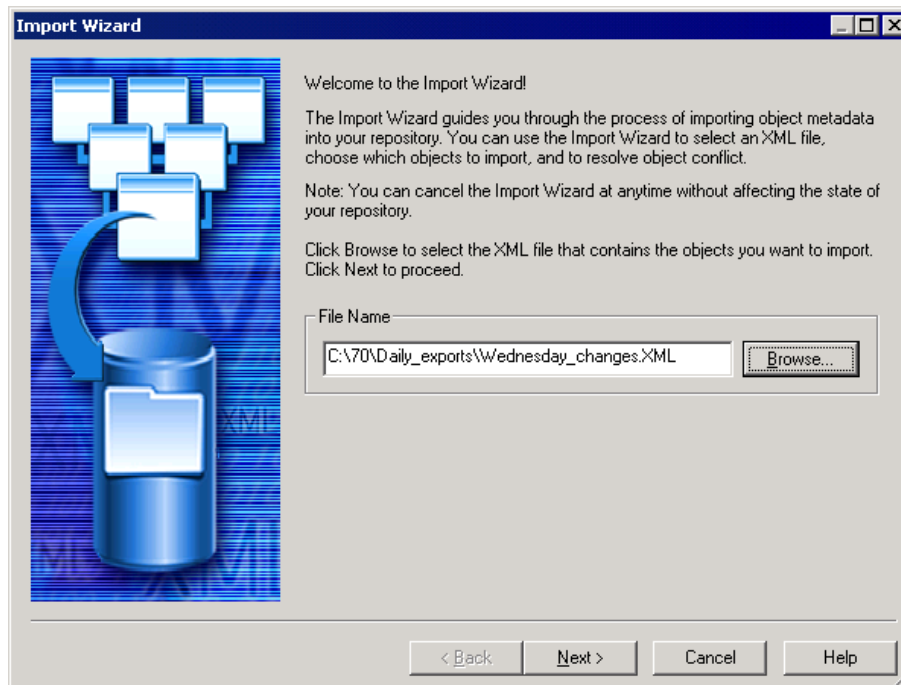 Import Wizard
Welcome to the Import Wizard!
The Import Wizard guides you through the process of importing object metadata
into your repository. You can use the Import Wizard to select an XML file,
choose which objects to import, and to resolve object conflict.
Note: You can cancel the Import Wizard at anytime without affecting the state of
your repository.
Click Browse to select the XML file that contains the objects you want to import.
Click Next to proceed.
File Name
C:\70\Daily_exports\Wednesday_changes.XML
Browse...
XML
< Back
Next >
Cancel
Help